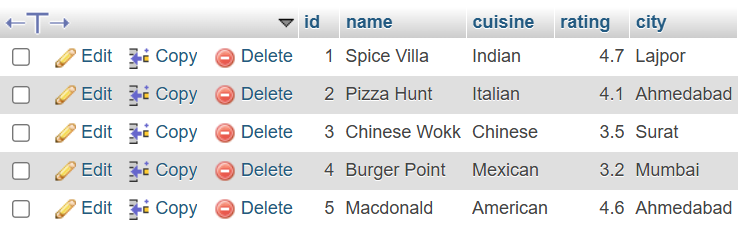 id name cuisine rating city
Edit Copy Delete 1 Spice Villa Indian 4.7 Lajpor
Edit Copy Delete 2 Pizza Hunt Italian 4.1 Ahmedabad
Edit Copy Delete 3 Chinese Wokk Chinese 3.5 Surat
Edit Copy Delete 4 Burger Point Mexican 3.2 Mumbai
Edit Copy Delete 5 Macdonald American 4.6 Ahmedabad